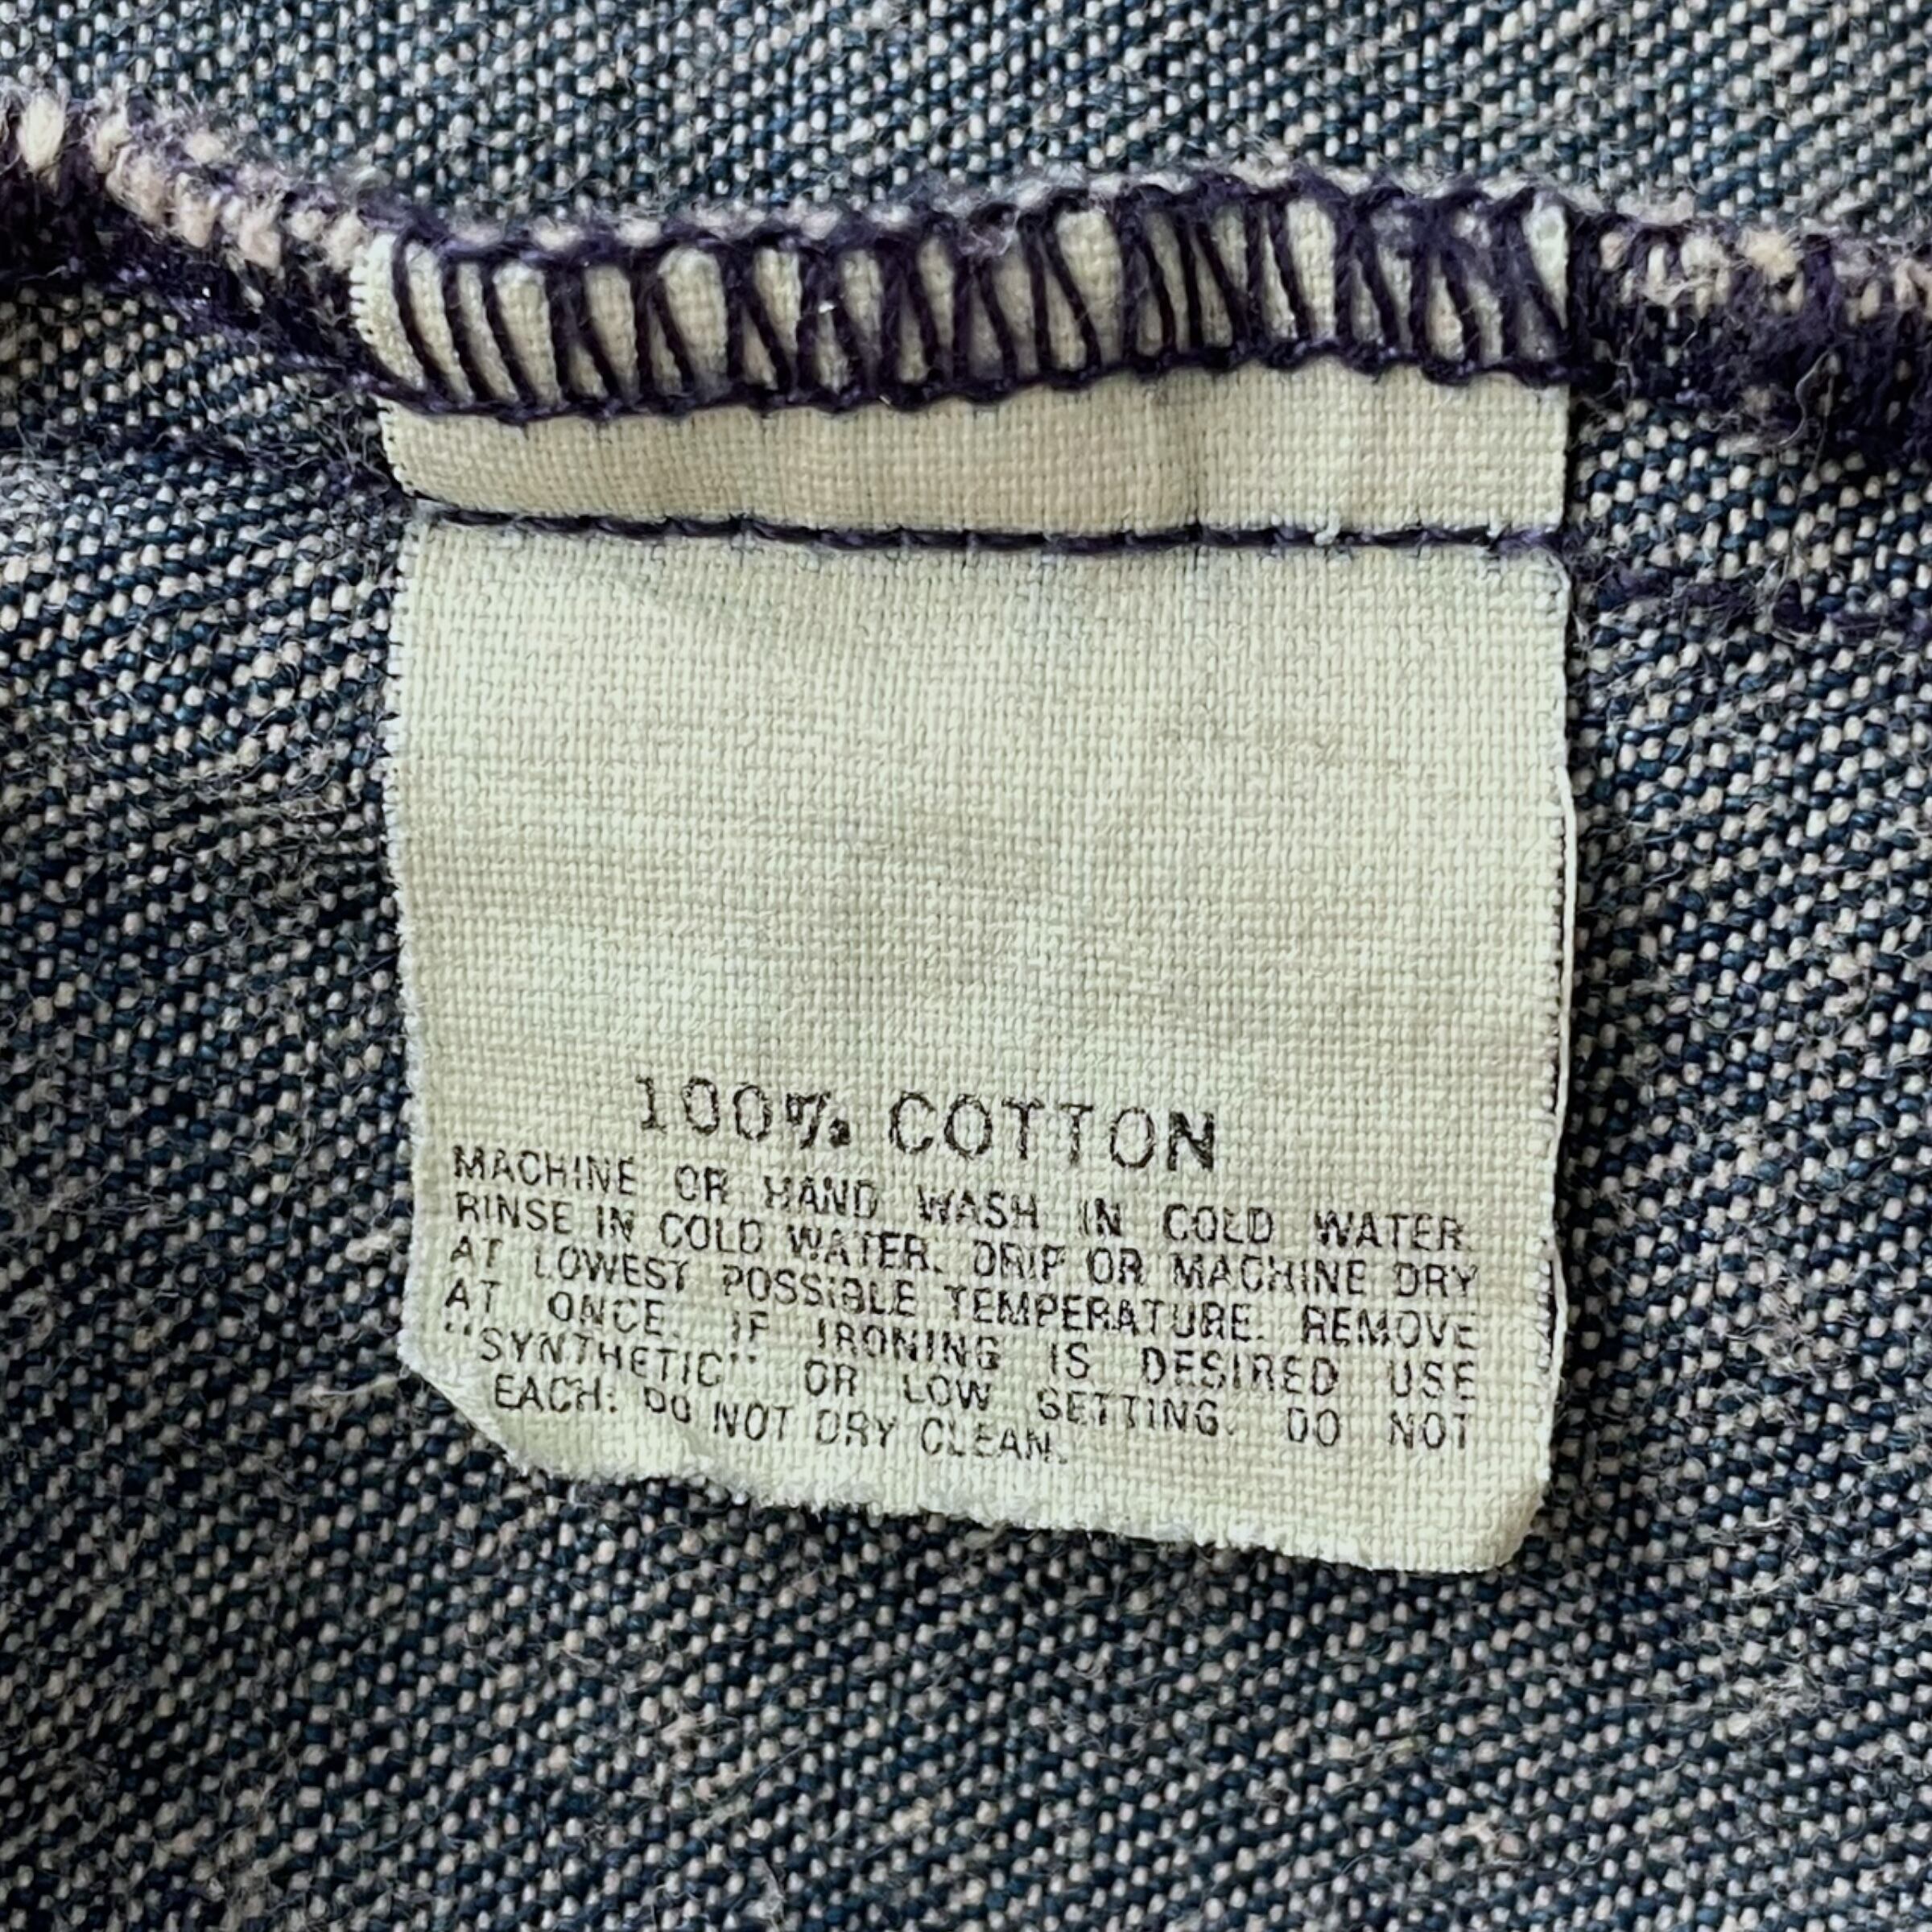 100% COTTON
MACHINE OR HAND WASH IN COLD WATER.
RINSE IN COLD WATER. DRIP OR MACHINE DRY
AT LOWEST POSSIBLE TEMPERATURE. REMOVE
AT ONCE. IF IRONING IS DESIRED USE
"SYNTHETIC" OR LOW SETTING. DO NOT
EACH: DO NOT DRY CLEAN.